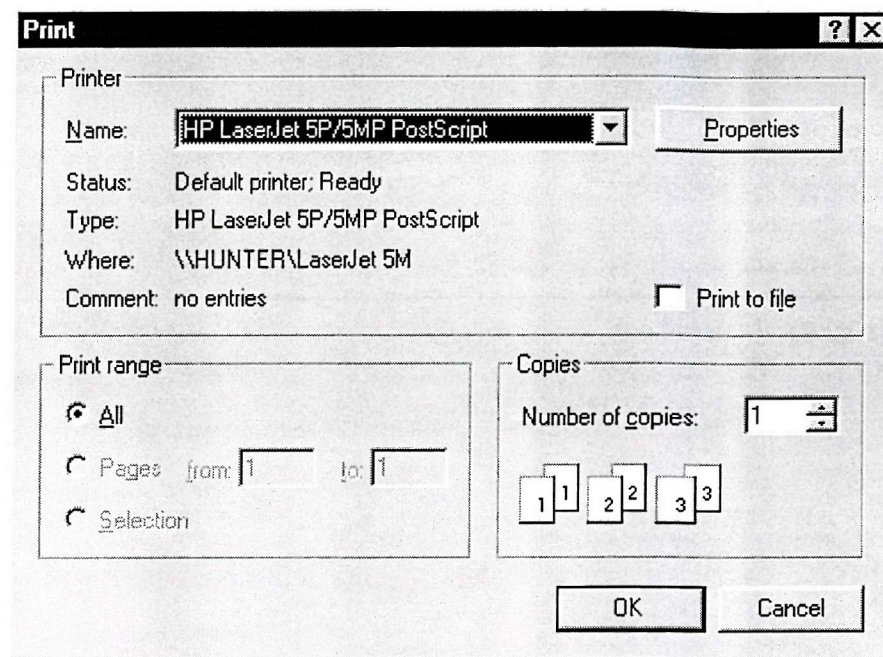 Print
Printer
Name: HP LaserJet 5P/5MP PostScript Properties
Status: Default printer; Ready
Type: HP LaserJet 5P/5MP PostScript
Where: \\HUNTER\LaserJet 5M
Comment: no entries Print to file
Print range
All
Pages from: 1 to: 1
Selection
Copies
Number of copies: 1
1 1 2 2 3 3
OK Cancel